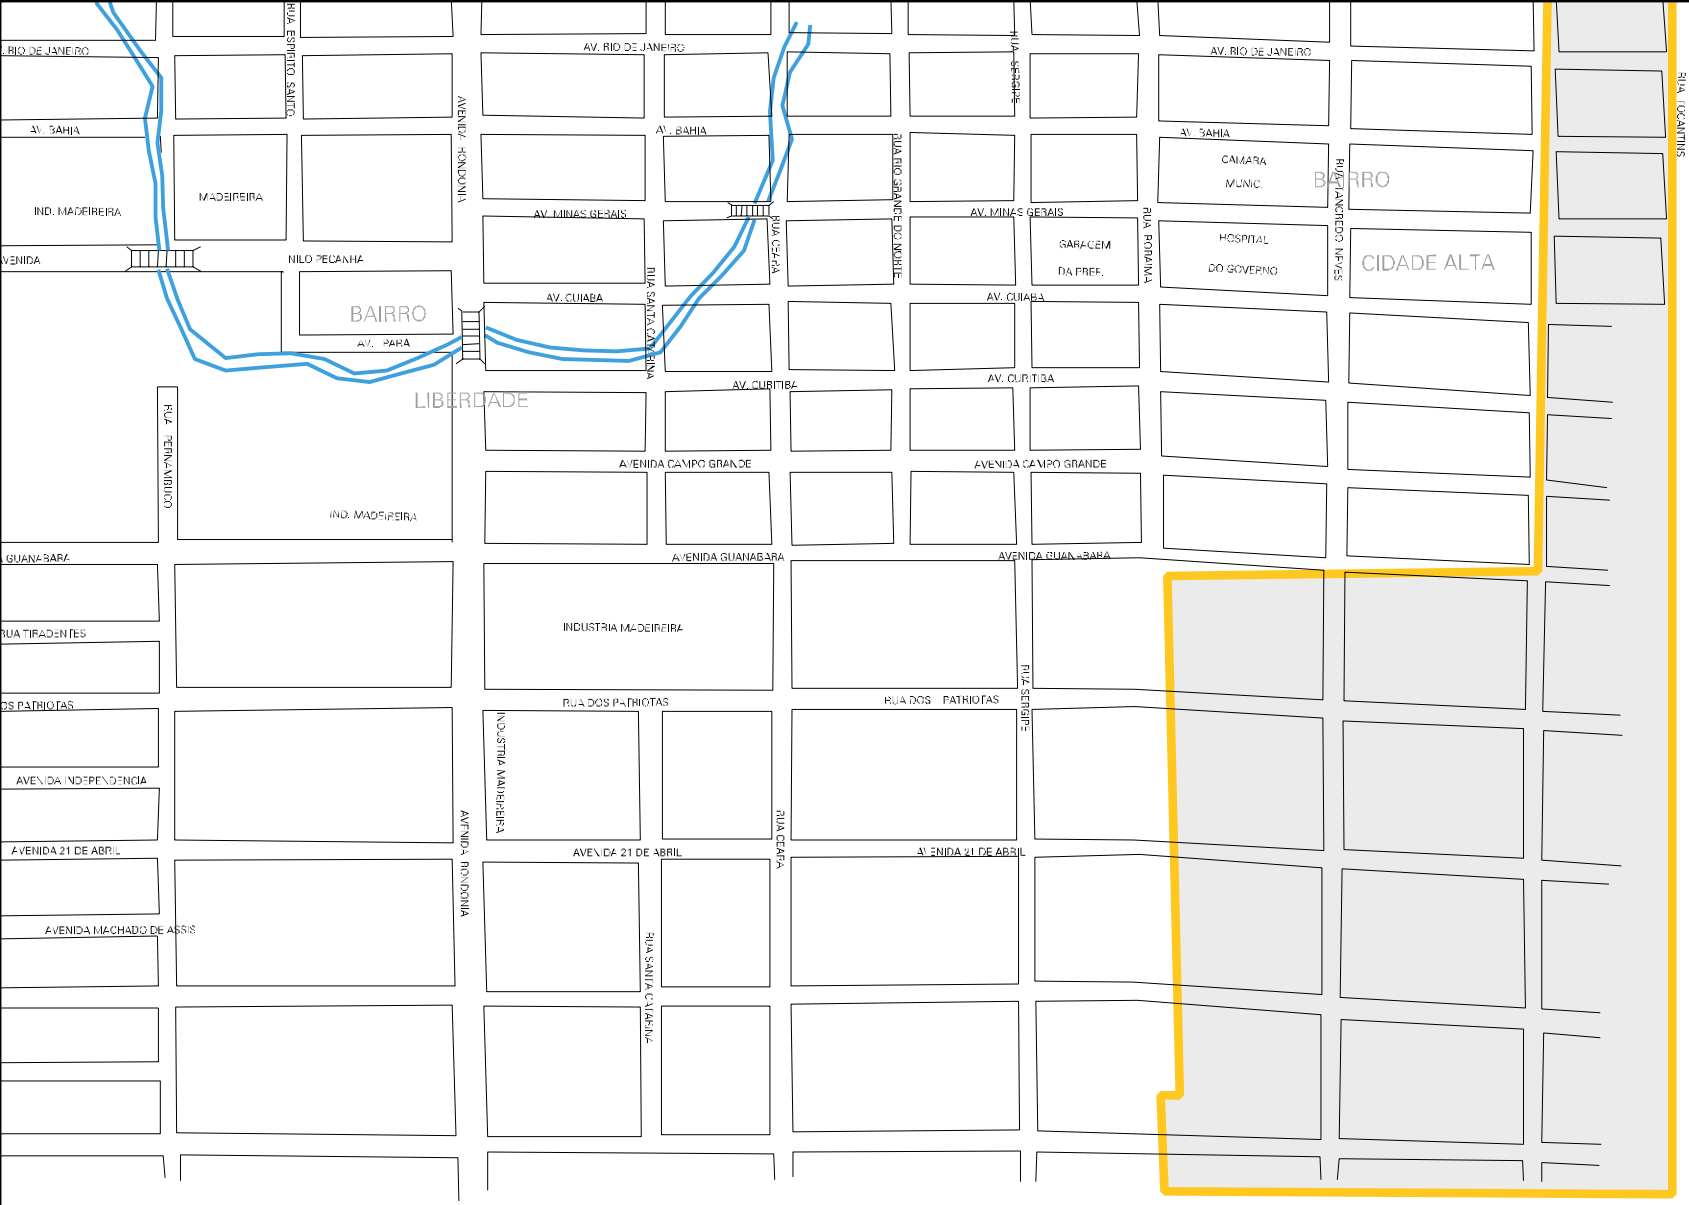 RUA ESPIRITO SANTO
. RIO DE JANEIRO
AV. RIO DE JANEIRO
RUA SERGIPE
AV. RIO DE JANEIRO
RUA TOCANTINS
AVENIDA RONDONIA
AV. BAHIA
AV. BAHIA
AV. BAHIA
RUA RIO GRANDE DO NORTE
CAMARA
MUNIC.
RUA TANCREDO NEVES
BAIRRO
MADEIREIRA
IND. MADEIREIRA
AV. MINAS GERAIS
AV. MINAS GERAIS
RUA CEARA
RUA RORAIMA
HOSPITAL
DO GOVERNO
GARAGEM
DA PREF.
CIDADE ALTA
VENIDA
NILO PECANHA
RUA SANTA CATARINA
AV. CUIABA
AV. CUIABA
BAIRRO
AV. PARA
AV. CURITIBA
AV. CURITIBA
LIBERDADE
RUA PERNAMBUCO
AVENIDA CAMPO GRANDE
AVENIDA CAMPO GRANDE
IND. MADEIREIRA
A GUANABARA
AVENIDA GUANABARA
AVENIDA GUANABARA
RUA TIRADENTES
INDUSTRIA MADEIREIRA
RUA SERGIPE
OS PATRIOTAS
RUA DOS PATRIOTAS
RUA DOS PATRIOTAS
INDUSTRIA MADEIREIRA
AVENIDA INDEPENDENCIA
AVENIDA RONDONIA
RUA CEARA
AVENIDA 21 DE ABRIL
AVENIDA 21 DE ABRIL
AVENIDA 21 DE ABRIL
AVENIDA MACHADO DE ASSIS
RUA SANTA CATARINA